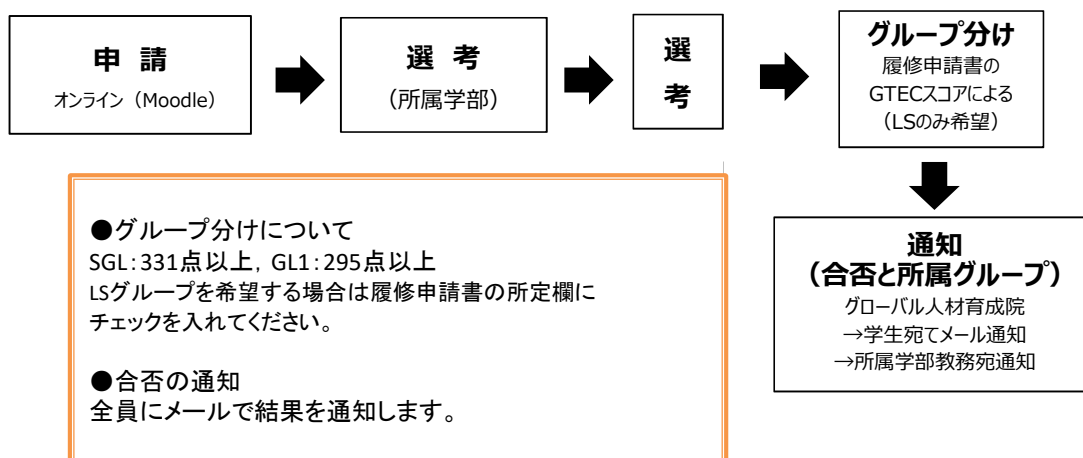 申 請
オンライン（Moodle）
選 考
（所属学部）
選
考
グループ分け
履修申請書の
GTECスコアによる
（LSのみ希望）
通知
（合否と所属グループ）
グローバル人材育成院
→学生宛てメール通知
→所属学部教務宛通知
●グループ分けについて
SGL：331点以上，GL1：295点以上
LSグループを希望する場合は履修申請書の所定欄に
チェックを入れてください。
●合否の通知
全員にメールで結果を通知します。